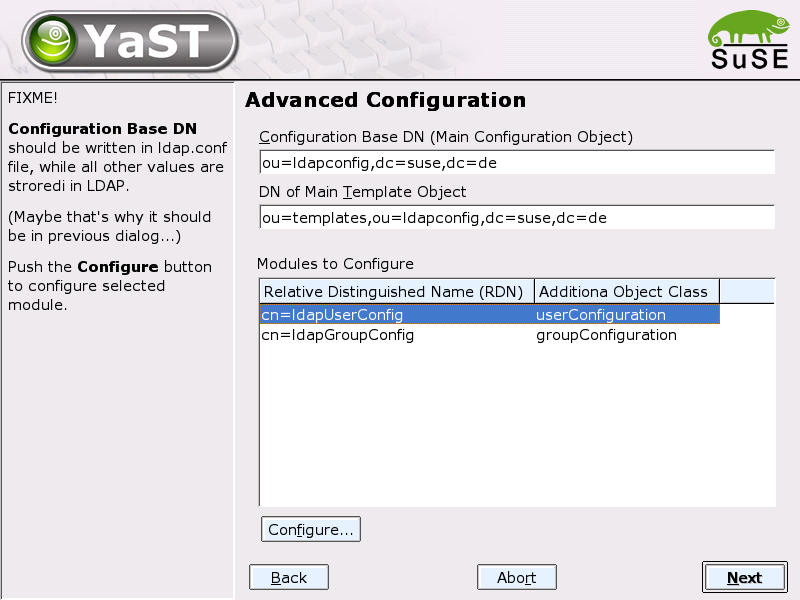 YaST
SuSE
FIXME!
Configuration Base DN
should be written in ldap.conf
file, while all other values are
stroredi in LDAP.
(Maybe that's why it should
be in previous dialog...)
Push the Configure button
to configure selected
module.
Advanced Configuration
Configuration Base DN (Main Configuration Object)
ou=ldapconfig,dc=suse,dc=de
DN of Main Template Object
ou=templates,ou=ldapconfig,dc=suse,dc=de
Modules to Configure
Relative Distinguished Name (RDN) Additiona Object Class
cn=ldapUserConfig userConfiguration
cn=ldapGroupConfig groupConfiguration
Configure...
Back Abort Next